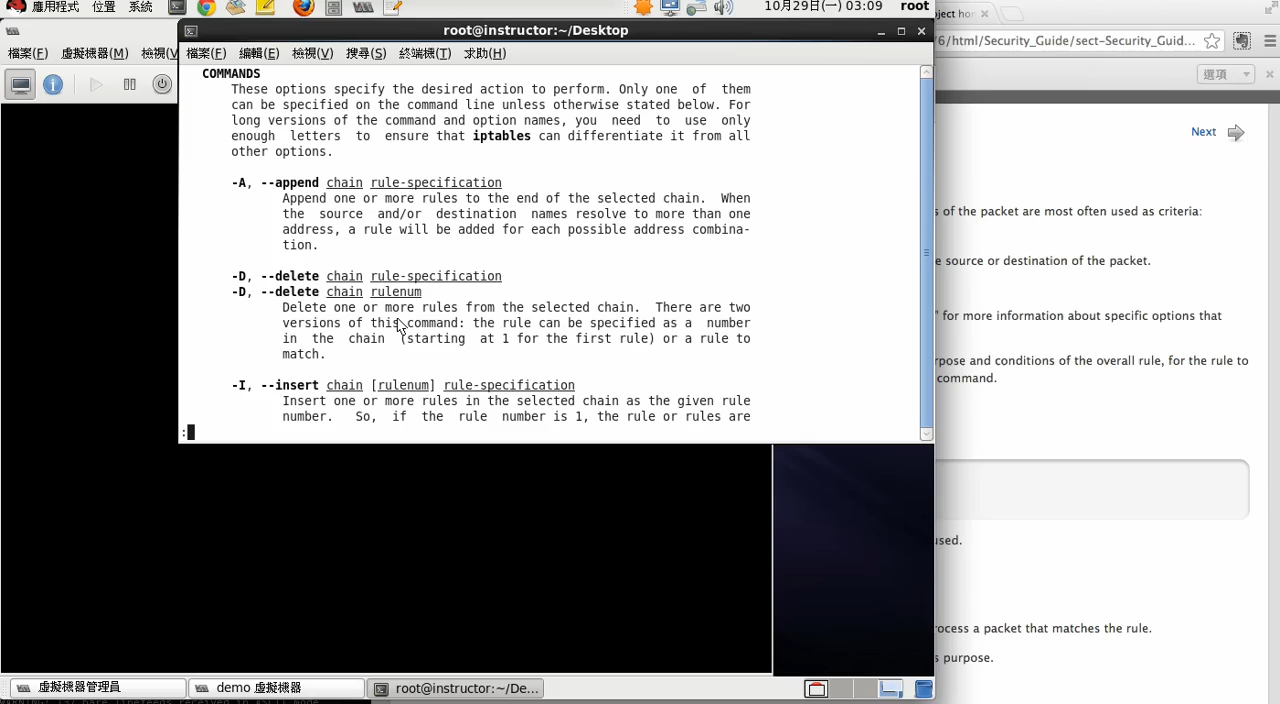 應用程式 位置 系統
10月29日(一) 03:09 root
root@instructor:~/Desktop
檔案(F) 虛擬機器(M) 檢視(V)
檔案(F) 編輯(E) 檢視(V) 搜尋(S) 終端機(T) 求助(H)
COMMANDS
These options specify the desired action to perform. Only one of them
can be specified on the command line unless otherwise stated below. For
long versions of the command and option names, you need to use only
enough letters to ensure that iptables can differentiate it from all
other options.
-A, --append chain rule-specification
Append one or more rules to the end of the selected chain. When
the source and/or destination names resolve to more than one
address, a rule will be added for each possible address combina-
tion.
-D, --delete chain rule-specification
-D, --delete chain rulenum
Delete one or more rules from the selected chain. There are two
versions of this command: the rule can be specified as a number
in the chain (starting at 1 for the first rule) or a rule to
match.
-I, --insert chain [rulenum] rule-specification
Insert one or more rules in the selected chain as the given rule
number. So, if the rule number is 1, the rule or rules are
:
oject hom
6/html/Security_Guide/sect-Security_Guid...
選項
Next
s of the packet are most often used as criteria:
e source or destination of the packet.
" for more information about specific options that
rpose and conditions of the overall rule, for the rule to
command.
used.
rocess a packet that matches the rule.
s purpose.
虛擬機器管理員
demo 虛擬機器
root@instructor:~/De...